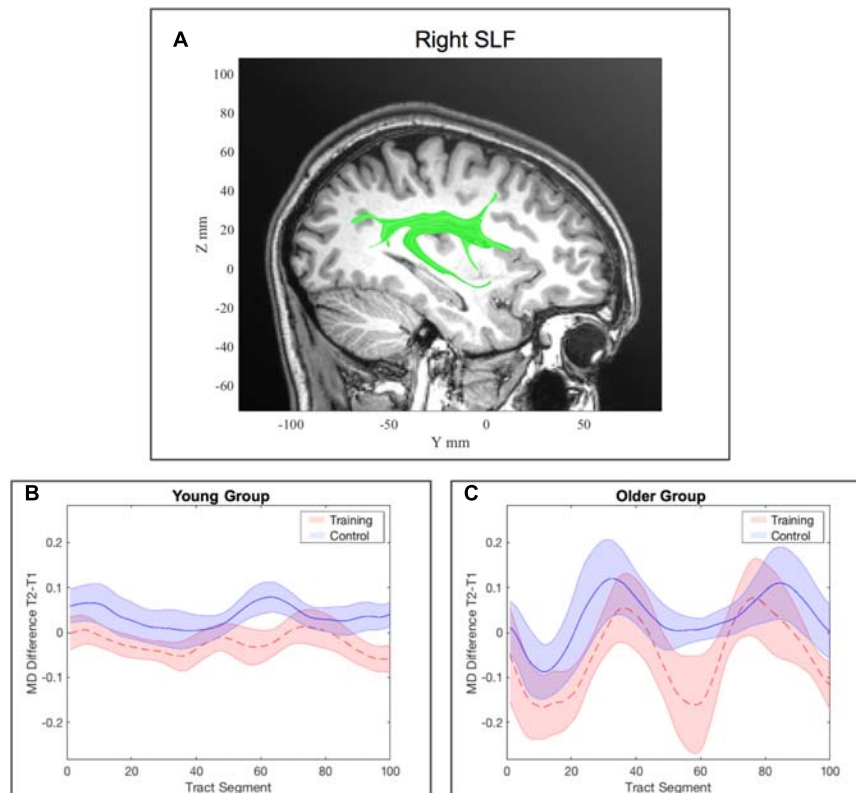 A
Right SLF
100
80
60
40
20
0
-20
-40
-60
Z mm
-100
-50
0
50
Y mm
B
Young Group
Training
Control
0.2
0.1
0
-0.1
-0.2
MD Difference T2-T1
0
20
40
60
80
100
Tract Segment
C
Older Group
Training
Control
0.2
0.1
0
-0.1
-0.2
MD Difference T2-T1
0
20
40
60
80
100
Tract Segment